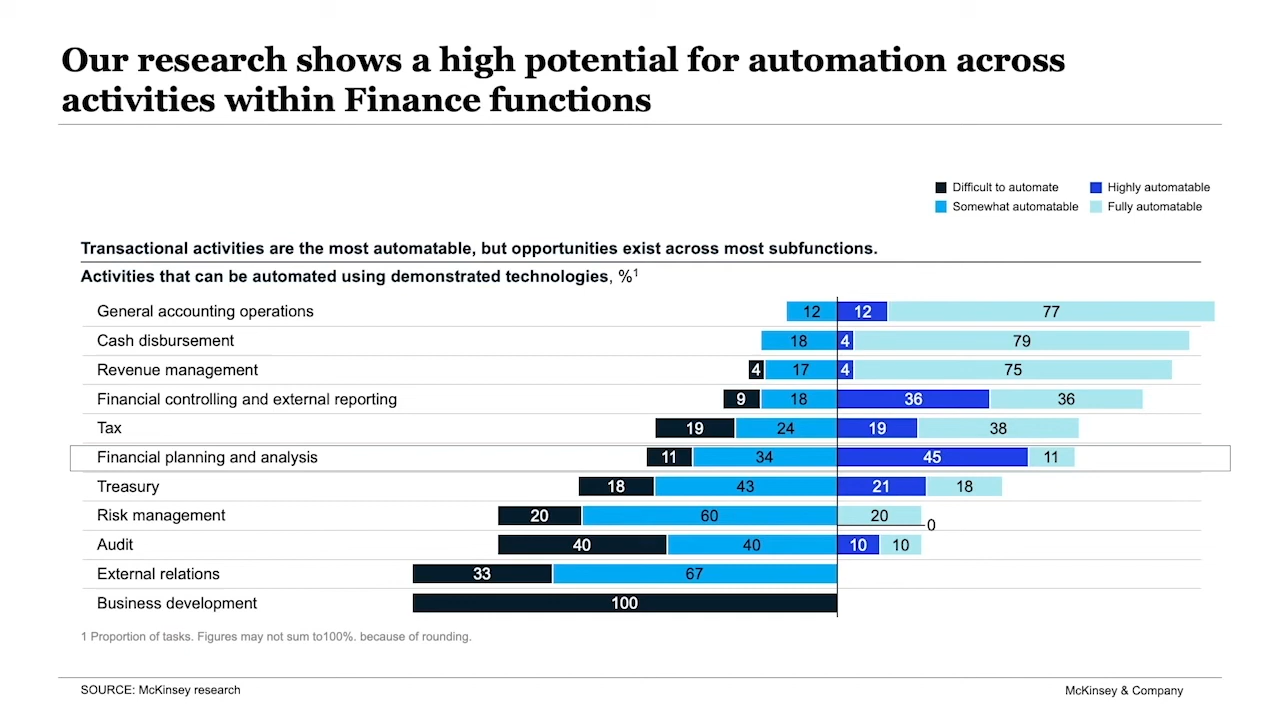 Our research shows a high potential for automation across
activities within Finance functions
Difficult to automate
Highly automatable
Somewhat automatable
Fully automatable
Transactional activities are the most automatable, but opportunities exist across most subfunctions.
Activities that can be automated using demonstrated technologies, %1
General accounting operations 12 12 77
Cash disbursement 18 4 79
Revenue management 4 17 4 75
Financial controlling and external reporting 9 18 36 36
Tax 19 24 19 38
Financial planning and analysis 11 34 45 11
Treasury 18 43 21 18
Risk management 20 60 20 0
Audit 40 40 10 10
External relations 33 67
Business development 100
1 Proportion of tasks. Figures may not sum to100%. because of rounding.
SOURCE: McKinsey research
McKinsey & Company